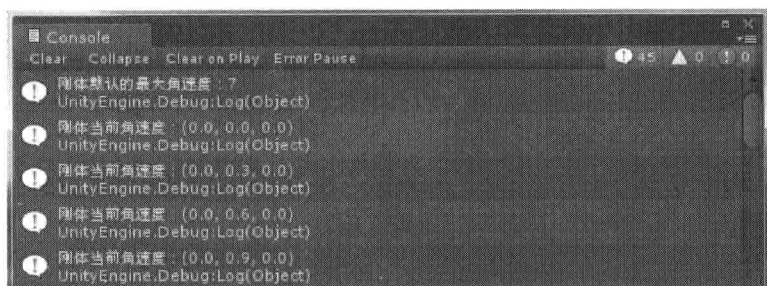 Console
Clear Collapse Clear on Play Error Pause 45 0 0
刚体默认的最大角速度：7
UnityEngine.Debug:Log(Object)
刚体当前角速度：(0.0, 0.0, 0.0)
UnityEngine.Debug:Log(Object)
刚体当前角速度：(0.0, 0.3, 0.0)
UnityEngine.Debug:Log(Object)
刚体当前角速度：(0.0, 0.6, 0.0)
UnityEngine.Debug:Log(Object)
刚体当前角速度：(0.0, 0.9, 0.0)
UnityEngine.Debug:Log(Object)